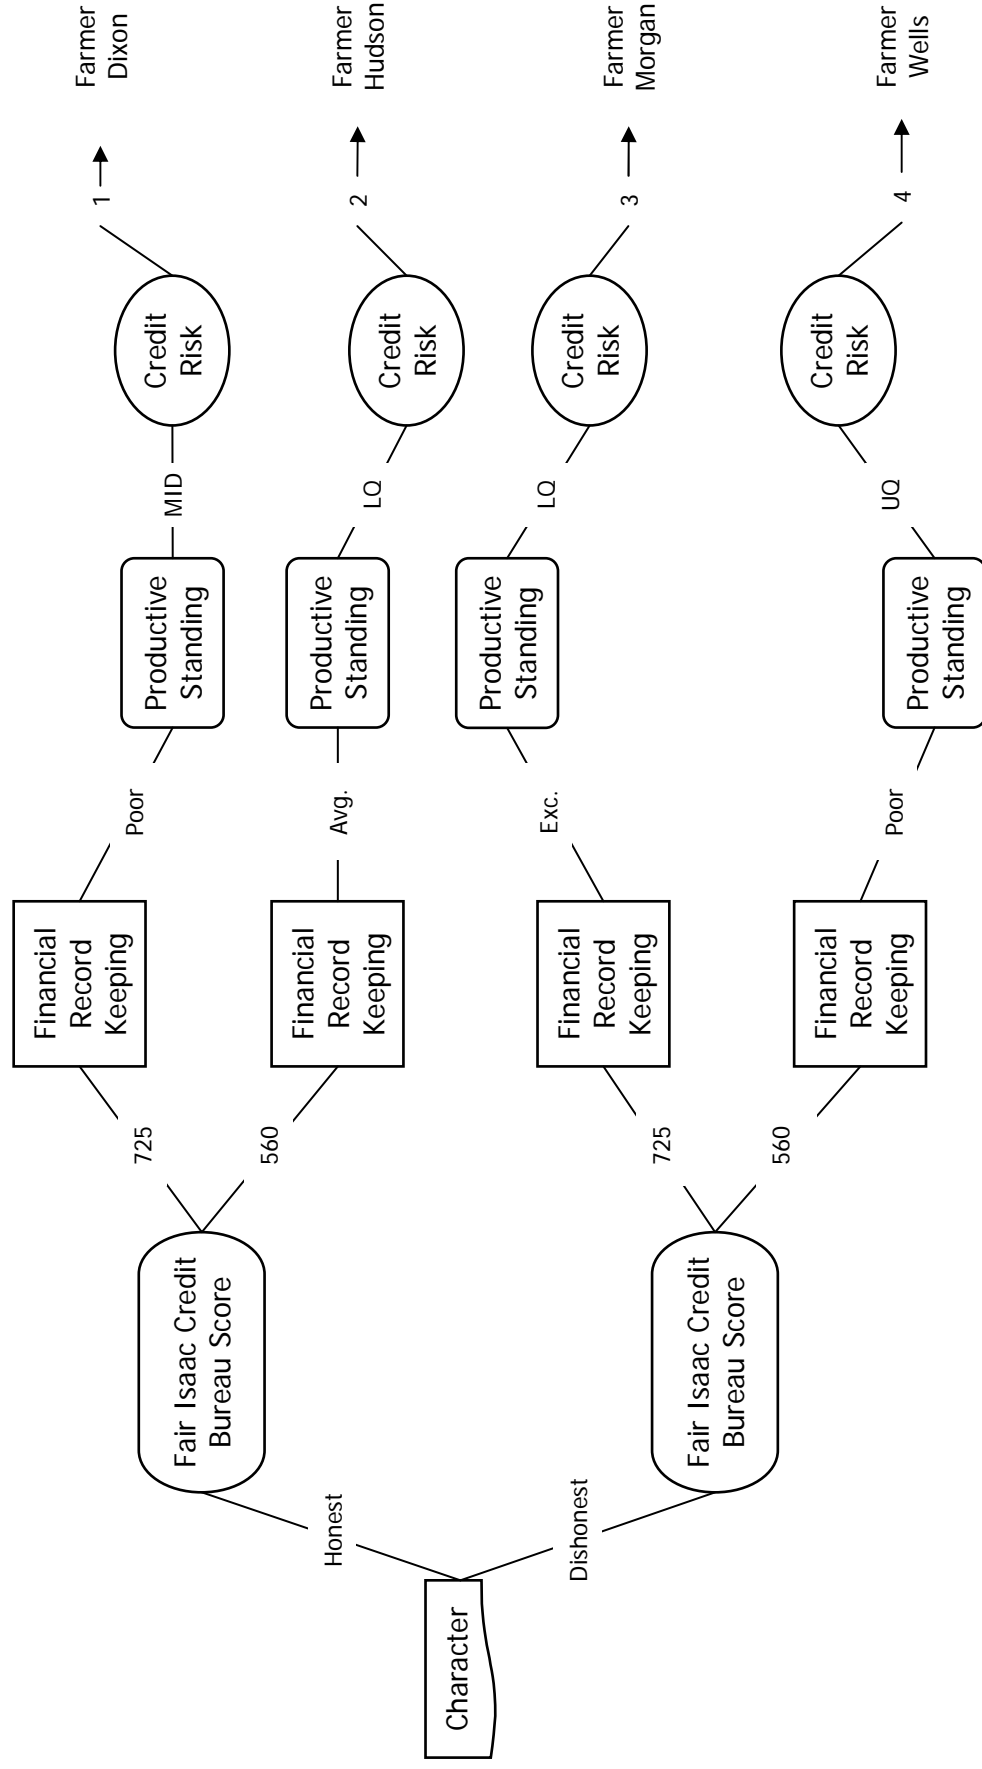 Character
Honest
Dishonest
Fair Isaac Credit
Bureau Score
Fair Isaac Credit
Bureau Score
725
560
725
560
Financial
Record
Keeping
Financial
Record
Keeping
Financial
Record
Keeping
Financial
Record
Keeping
Poor
Avg.
Exc.
Poor
Productive
Standing
Productive
Standing
Productive
Standing
Productive
Standing
MID
LQ
LQ
UQ
Credit
Risk
Credit
Risk
Credit
Risk
Credit
Risk
1
2
3
4
Farmer
Dixon
Farmer
Hudson
Farmer
Morgan
Farmer
Wells